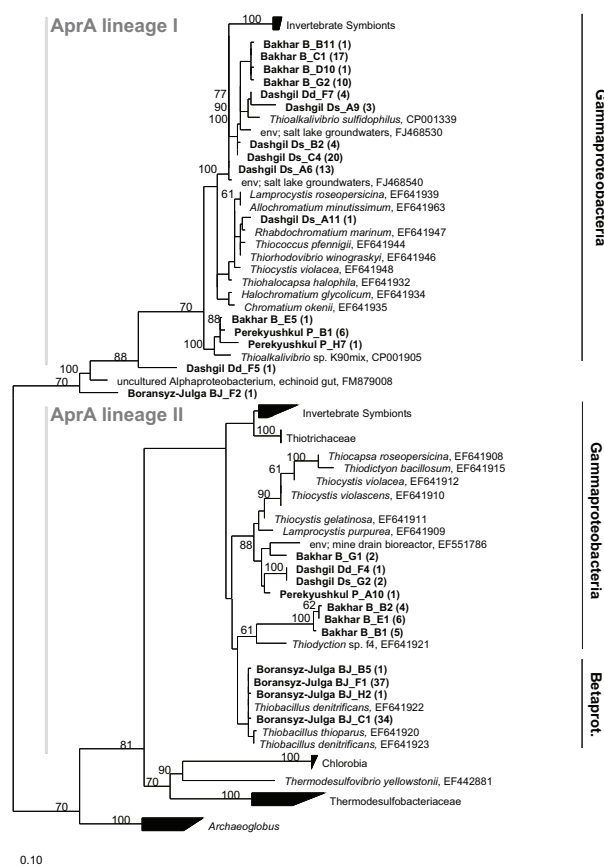 AprA lineage I
100
Invertebrate Symbionts
Bakhar B_B11 (1)
Bakhar B_C1 (17)
Bakhar B_D10 (1)
Bakhar B_G2 (10)
77
Dashgil Dd_F7 (4)
90
Dashgil Ds_A9 (3)
100
Thioalkalivibrio sulfidophilus, CP001339
env; salt lake groundwaters, FJ468530
Dashgil Ds_B2 (4)
Dashgil Ds_C4 (20)
100
Dashgil Ds_A6 (13)
env; salt lake groundwaters, FJ468540
61
Lamprocystis roseopersicina, EF641939
Allochromatium minutissimum, EF641963
Dashgil Ds_A11 (1)
Rhabdochromatium marinum, EF641947
Thiococcus pfennigii, EF641944
Thiorhodovibrio winograskyi, EF641946
Thiocystis violacea, EF641948
Thiohalocapsa halophila, EF641932
Halochromatium glycolicum, EF641934
Chromatium okenii, EF641935
70
88
Bakhar B_E5 (1)
Perekyushkul P_B1 (6)
100
Perekyushkul P_H7 (1)
Thioalkalivibrio sp. K90mix, CP001905
88
100
Dashgil Dd_F5 (1)
70
uncultured Alphaproteobacterium, echinoid gut, FM879008
Boransyz-Julga BJ_F2 (1)
Gammaproteobacteria
AprA lineage II
Invertebrate Symbionts
100
Thiotrichaceae
100
Thiocapsa roseopersicina, EF641908
61
Thiodictyon bacillosum, EF641915
Thiocystis violacea, EF641912
90
Thiocystis violascens, EF641910
Thiocystis gelatinosa, EF641911
Lamprocystis purpurea, EF641909
88
env; mine drain bioreactor, EF551786
Bakhar B_G1 (2)
100
Dashgil Dd_F4 (1)
Dashgil Ds_G2 (2)
Perekyushkul P_A10 (1)
62
Bakhar B_B2 (4)
100
Bakhar B_E1 (6)
61
Bakhar B_B1 (5)
Thiodyction sp. f4, EF641921
Gammaproteobacteria
Boransyz-Julga BJ_B5 (1)
Boransyz-Julga BJ_F1 (37)
Boransyz-Julga BJ_H2 (1)
Thiobacillus denitrificans, EF641922
Boransyz-Julga BJ_C1 (34)
Thiobacillus thioparus, EF641920
Thiobacillus denitrificans, EF641923
Betaprot.
81
100
Chlorobia
90
70
Thermodesulfovibrio yellowstonii, EF442881
100
Thermodesulfobacteriaceae
70
100
Archaeoglobus
0.10